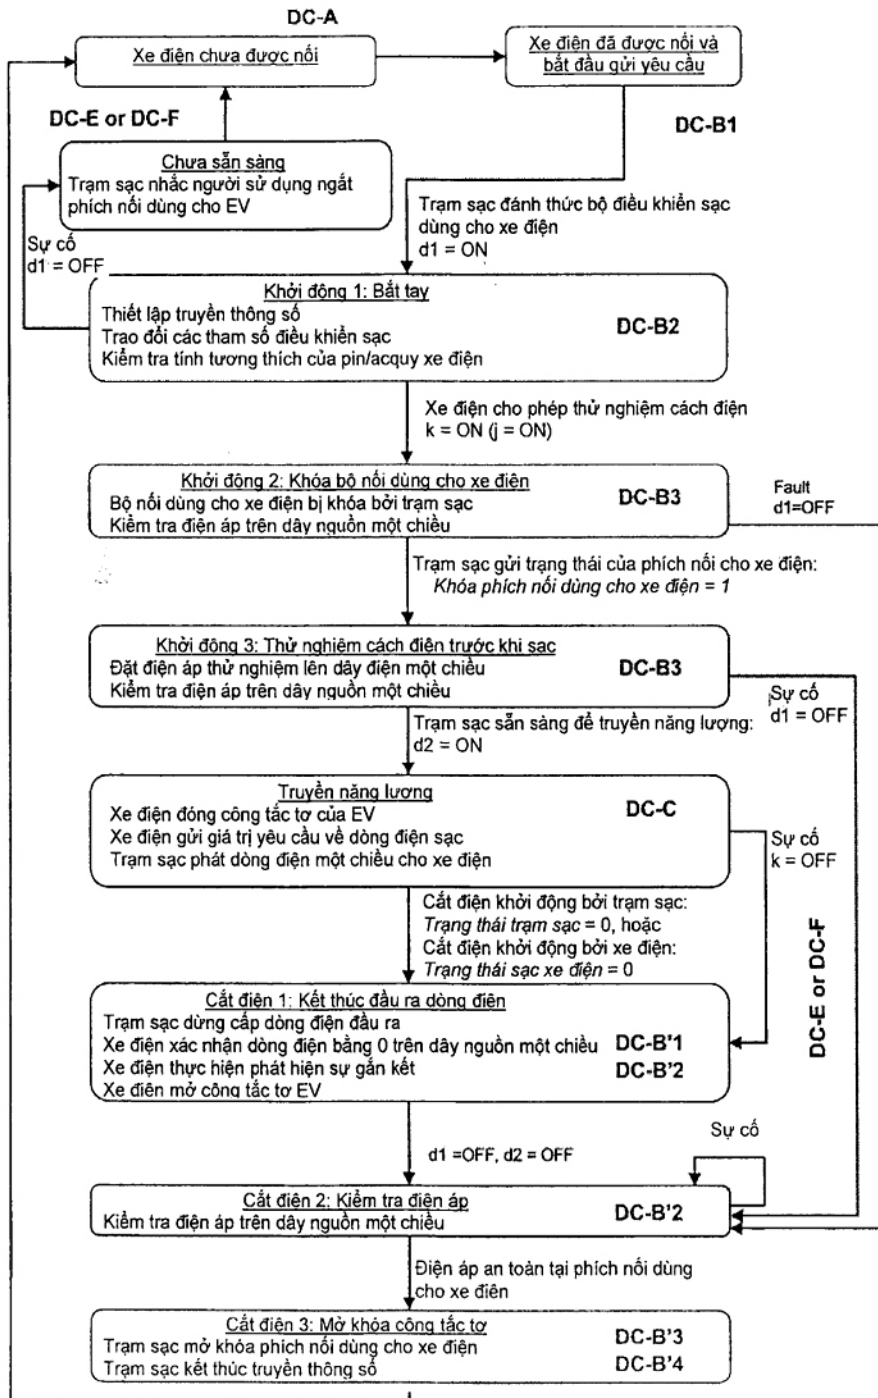 DC-A
Xe điện chưa được nối
Xe điện đã được nối và
bắt đầu gửi yêu cầu
DC-E or DC-F
DC-B1
Chưa sẵn sàng
Trạm sạc nhắc người sử dụng ngắt
phích nối dùng cho EV
Trạm sạc đánh thức bộ điều khiển sạc
dùng cho xe điện
d1 = ON
Sự cố
d1 = OFF
Khởi động 1: Bắt tay
Thiết lập truyền thông số
Trao đổi các tham số điều khiển sạc
Kiểm tra tính tương thích của pin/acquy xe điện
DC-B2
Xe điện cho phép thử nghiệm cách điện
k = ON (j = ON)
Khởi động 2: Khóa bộ nối dùng cho xe điện
Bộ nối dùng cho xe điện bị khóa bởi trạm sạc
Kiểm tra điện áp trên dây nguồn một chiều
DC-B3
Fault
d1=OFF
Trạm sạc gửi trạng thái của phích nối cho xe điện:
Khóa phích nối dùng cho xe điện = 1
Khởi động 3: Thử nghiệm cách điện trước khi sạc
Đặt điện áp thử nghiệm lên dây điện một chiều
Kiểm tra điện áp trên dây nguồn một chiều
DC-B3
Sự cố
d1 = OFF
Trạm sạc sẵn sàng để truyền năng lượng:
d2 = ON
Truyền năng lương
Xe điện đóng công tắc tơ của EV
Xe điện gửi giá trị yêu cầu về dòng điện sạc
Trạm sạc phát dòng điện một chiều cho xe điện
DC-C
Sự cố
k = OFF
Cắt điện khởi động bởi trạm sạc:
Trạng thái trạm sạc = 0, hoặc
Cắt điện khởi động bởi xe điện:
Trạng thái sạc xe điện = 0
DC-E or DC-F
Cắt điện 1: Kết thúc đầu ra dòng điện
Trạm sạc dừng cấp dòng điện đầu ra
Xe điện xác nhận dòng điện bằng 0 trên dây nguồn một chiều
Xe điện thực hiện phát hiện sự gắn kết
Xe điên mở công tắc tơ EV
DC-B'1
DC-B'2
d1 =OFF, d2 = OFF
Sự cố
Cắt điện 2: Kiểm tra điện áp
Kiểm tra điện áp trên dây nguồn một chiều
DC-B'2
Điện áp an toàn tại phích nối dùng
cho xe điên
Cắt điện 3: Mở khóa công tắc tơ
Trạm sạc mở khóa phích nối dùng cho xe điện
Trạm sạc kết thúc truyền thông số
DC-B'3
DC-B'4